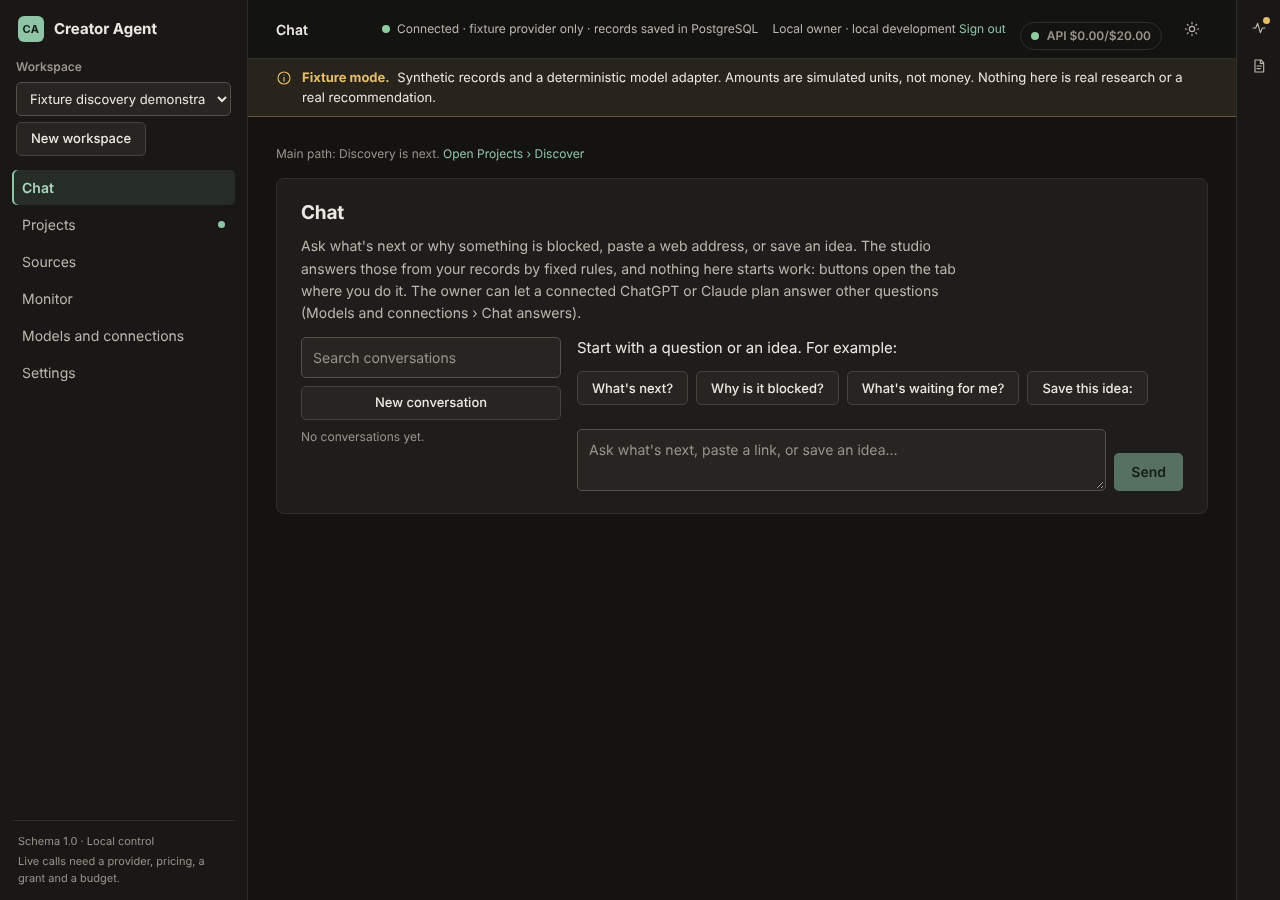 CA Creator Agent
Workspace
Fixture discovery demonstra
New workspace
Chat
Projects
Sources
Monitor
Models and connections
Settings
Schema 1.0 · Local control
Live calls need a provider, pricing, a
grant and a budget.
Chat
Connected · fixture provider only · records saved in PostgreSQL
Local owner · local development Sign out
API $0.00/$20.00
Fixture mode. Synthetic records and a deterministic model adapter. Amounts are simulated units, not money. Nothing here is real research or a
real recommendation.
Main path: Discovery is next. Open Projects › Discover
Chat
Ask what's next or why something is blocked, paste a web address, or save an idea. The studio
answers those from your records by fixed rules, and nothing here starts work: buttons open the tab
where you do it. The owner can let a connected ChatGPT or Claude plan answer other questions
(Models and connections › Chat answers).
Search conversations
New conversation
No conversations yet.
Start with a question or an idea. For example:
What's next?
Why is it blocked?
What's waiting for me?
Save this idea:
Ask what's next, paste a link, or save an idea...
Send